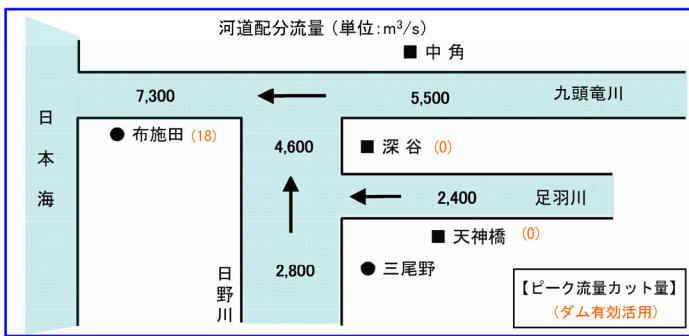 河道配分流量（単位:m³/s）
■ 中 角
7,300
5,500
九頭竜川
日本海
● 布施田 (18)
4,600
■ 深 谷 (0)
2,400
足羽川
■ 天神橋 (0)
2,800
● 三尾野
日野川
【ピーク流量カット量】
（ダム有効活用）